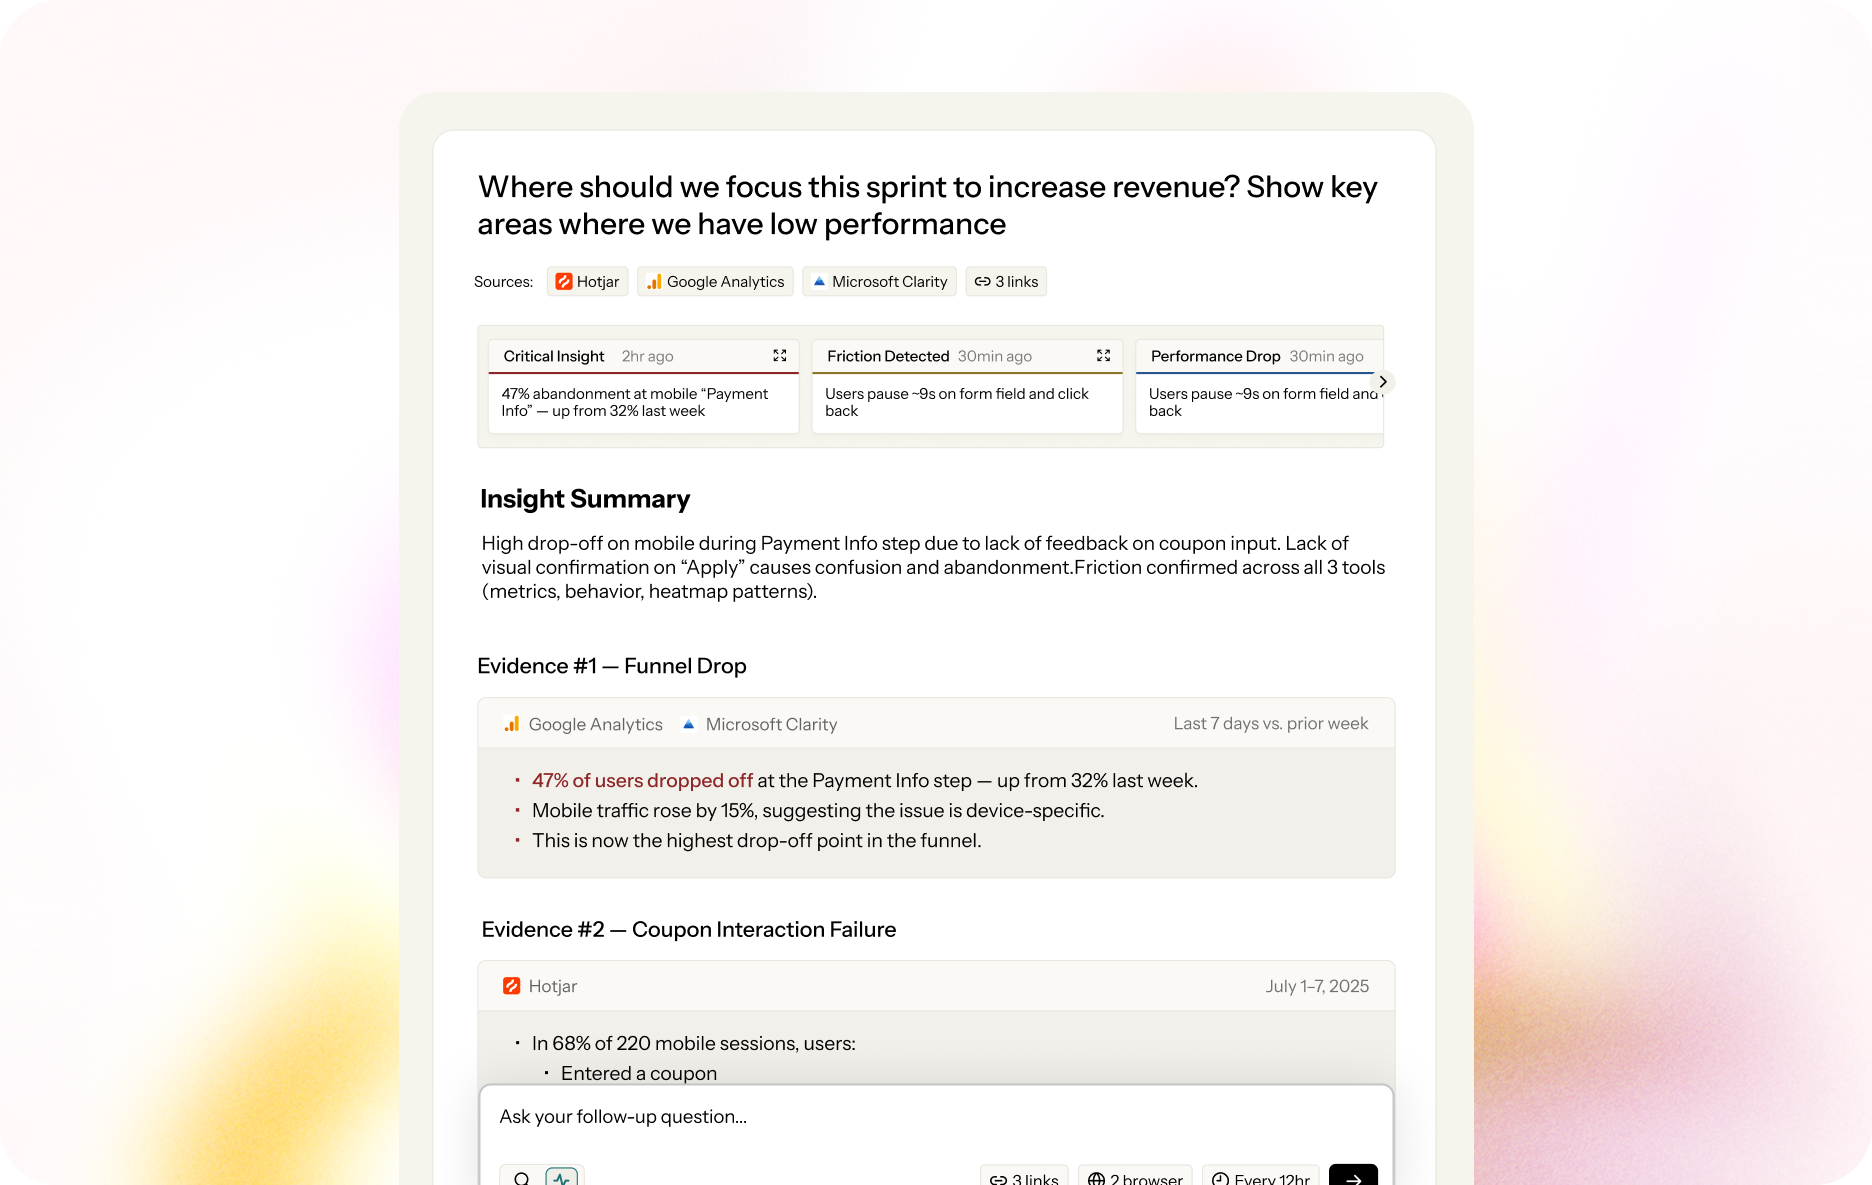 Where should we focus this sprint to increase revenue? Show key
areas where we have low performance
Sources: Hotjar Google Analytics Microsoft Clarity 3 links
Critical Insight 2hr ago
47% abandonment at mobile “Payment
Info” — up from 32% last week
Friction Detected 30min ago
Users pause ~9s on form field and click
back
Performance Drop 30min ago
Users pause ~9s on form field and
back
Insight Summary
High drop-off on mobile during Payment Info step due to lack of feedback on coupon input. Lack of
visual confirmation on “Apply” causes confusion and abandonment.Friction confirmed across all 3 tools
(metrics, behavior, heatmap patterns).
Evidence #1 — Funnel Drop
Google Analytics Microsoft Clarity Last 7 days vs. prior week
· 47% of users dropped off at the Payment Info step — up from 32% last week.
· Mobile traffic rose by 15%, suggesting the issue is device-specific.
· This is now the highest drop-off point in the funnel.
Evidence #2 — Coupon Interaction Failure
Hotjar July 1–7, 2025
· In 68% of 220 mobile sessions, users:
· Entered a coupon
Ask your follow-up question...
3 links 2 browser Every 12hr